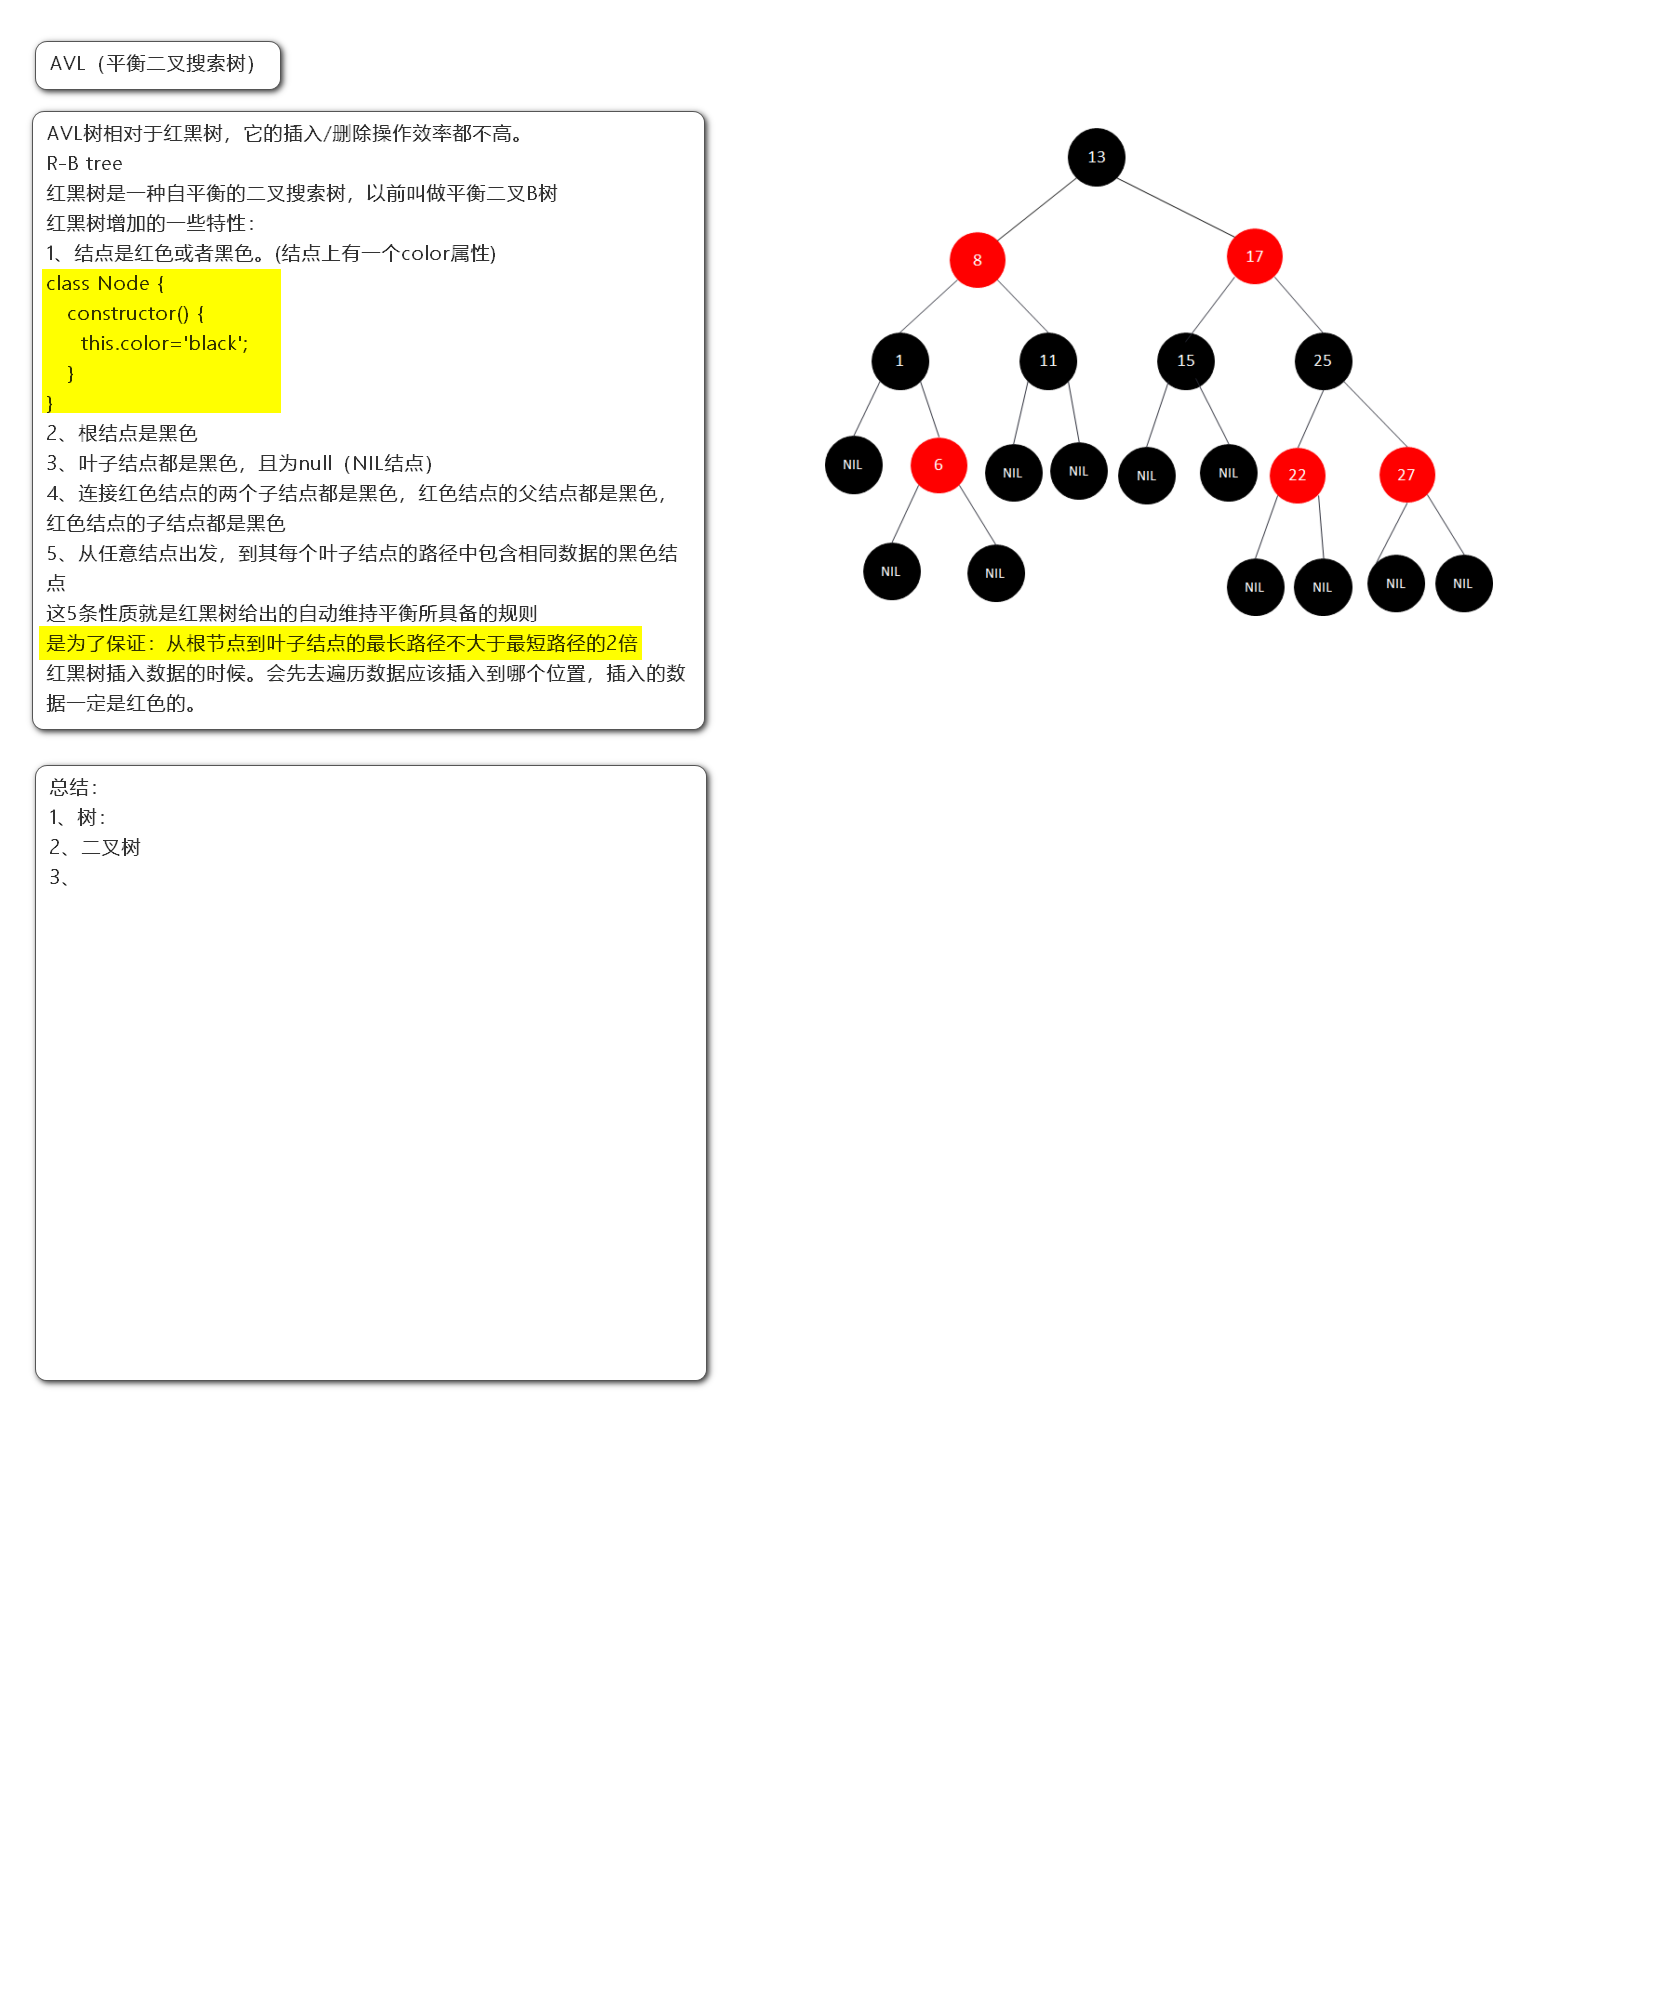 AVL（平衡二叉搜索树）
AVL树相对于红黑树，它的插入/删除操作效率都不高。
R-B tree
红黑树是一种自平衡的二叉搜索树，以前叫做平衡二叉B树
红黑树增加的一些特性：
1、结点是红色或者黑色。(结点上有一个color属性)
class Node {
constructor() {
this.color='black';
}
}
2、根结点是黑色
3、叶子结点都是黑色，且为null（NIL结点）
4、连接红色结点的两个子结点都是黑色，红色结点的父结点都是黑色，
红色结点的子结点都是黑色
5、从任意结点出发，到其每个叶子结点的路径中包含相同数据的黑色结
点
这5条性质就是红黑树给出的自动维持平衡所具备的规则
是为了保证：从根节点到叶子结点的最长路径不大于最短路径的2倍
红黑树插入数据的时候。会先去遍历数据应该插入到哪个位置，插入的数
据一定是红色的。
总结：
1、树：
2、二叉树
3、
13
8 17
1 11 15 25
NIL 6 NIL NIL NIL NIL 22 27
NIL NIL NIL NIL NIL NIL